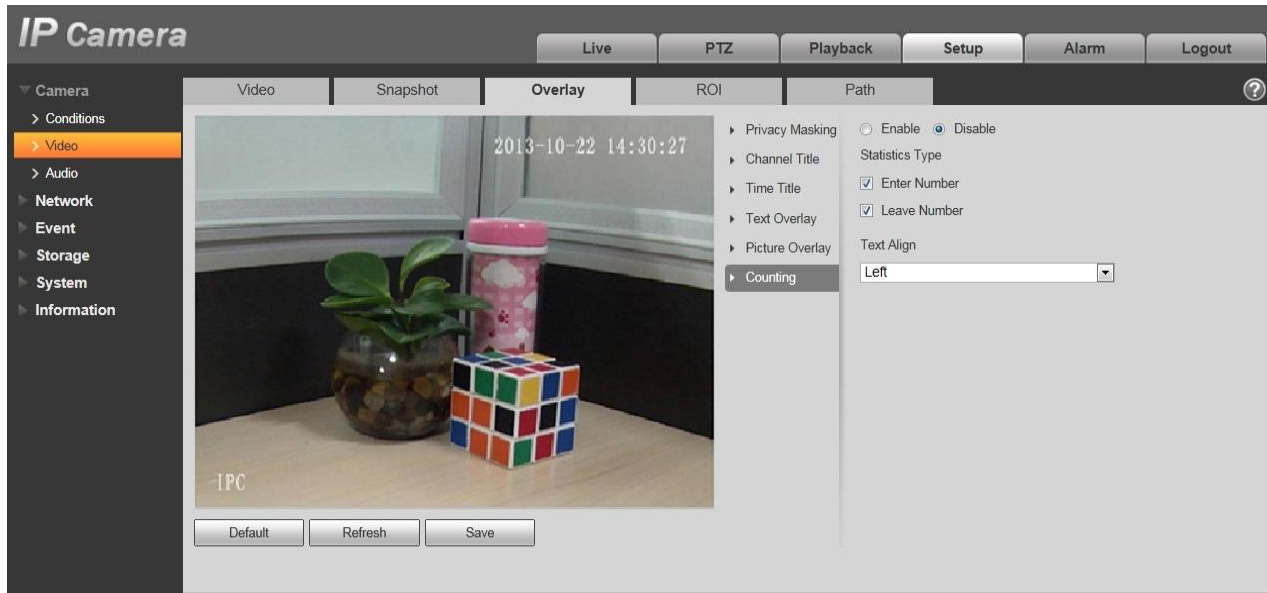 IP Camera
Live
PTZ
Playback
Setup
Alarm
Logout
Camera
Conditions
Video
Audio
Network
Event
Storage
System
Information
Video
Snapshot
Overlay
ROI
Path
?
2013-10-22 14:30:27
IPC
Default
Refresh
Save
Privacy Masking
Channel Title
Time Title
Text Overlay
Picture Overlay
Counting
Enable Disable
Statistics Type
Enter Number
Leave Number
Text Align
Left